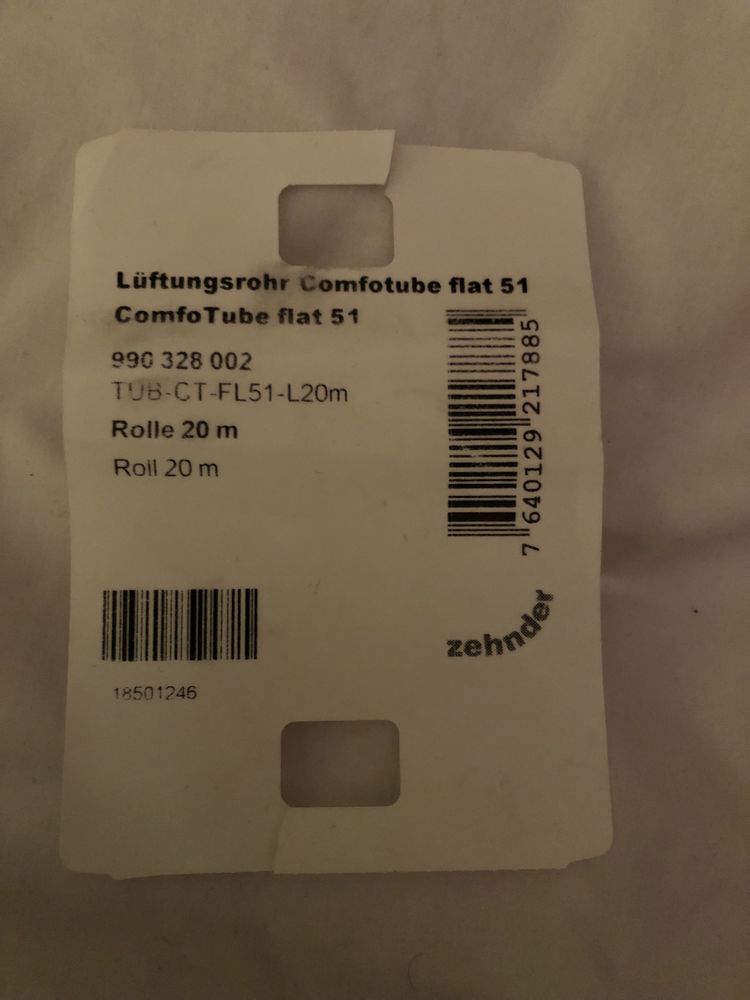 Lüftungsrohr Comfotube flat 51
ComfoTube flat 51
990 328 002
TUB-CT-FL51-L20m
Rolle 20 m
Roll 20 m
7 640129 217885
zehnder
18501246